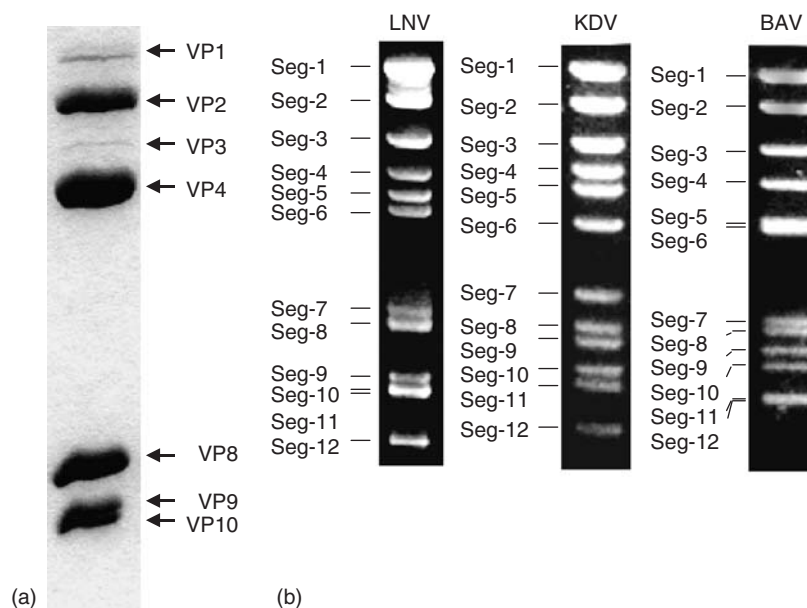 VP1
VP2
VP3
VP4
VP8
VP9
VP10
(a)
LNV
Seg-1
Seg-2
Seg-3
Seg-4
Seg-5
Seg-6
Seg-7
Seg-8
Seg-9
Seg-10
Seg-11
Seg-12
KDV
Seg-1
Seg-2
Seg-3
Seg-4
Seg-5
Seg-6
Seg-7
Seg-8
Seg-9
Seg-10
Seg-11
Seg-12
BAV
Seg-1
Seg-2
Seg-3
Seg-4
Seg-5
Seg-6
Seg-7
Seg-8
Seg-9
Seg-10
Seg-11
Seg-12
(b)